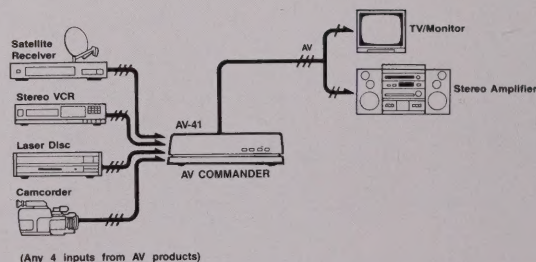 Satellite
Receiver
Stereo VCR
Laser Disc
Camcorder
AV-41
AV COMMANDER
AV
TV/Monitor
Stereo Amplifier
(Any 4 inputs from AV products)